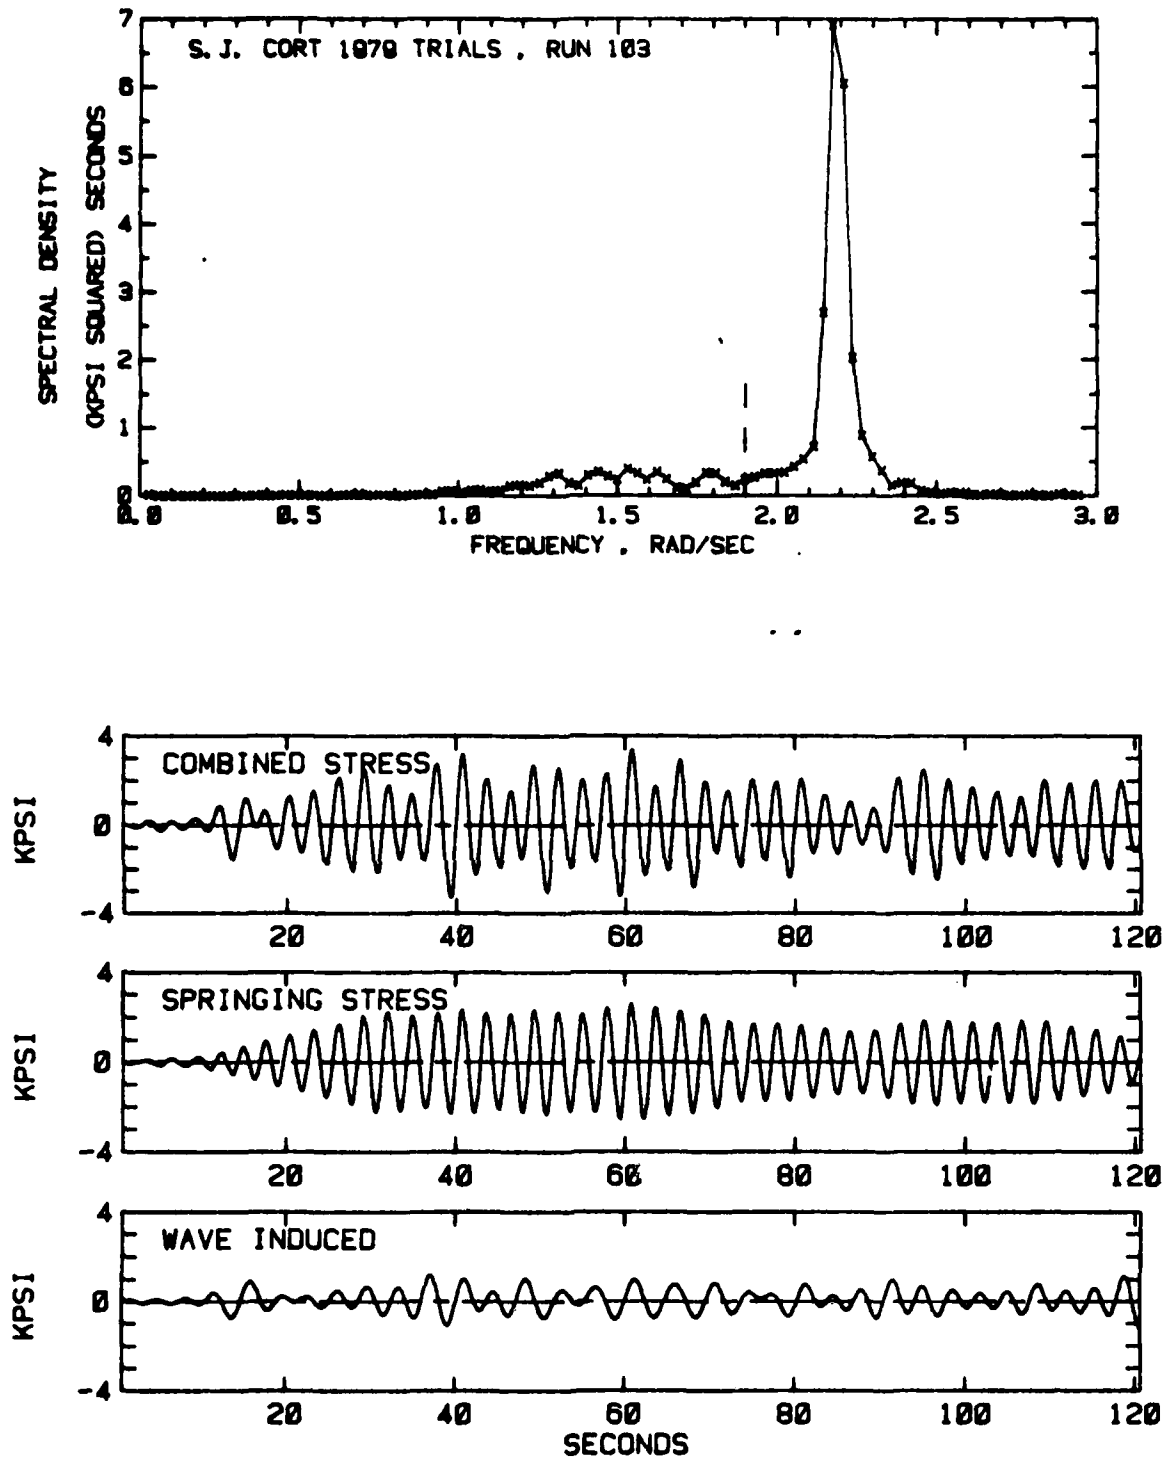 S.J. CORT 1979 TRIALS , RUN 103
SPECTRAL DENSITY
(KPSI SQUARED) SECONDS
7
6
5
4
3
2
1
0
0.0 0.5 1.0 1.5 2.0 2.5 3.0
FREQUENCY , RAD/SEC
COMBINED STRESS
KPSI
4
0
-4
20 40 60 80 100 120
SPRINGING STRESS
KPSI
4
0
-4
20 40 60 80 100 120
WAVE INDUCED
KPSI
4
0
-4
20 40 60 80 100 120
SECONDS